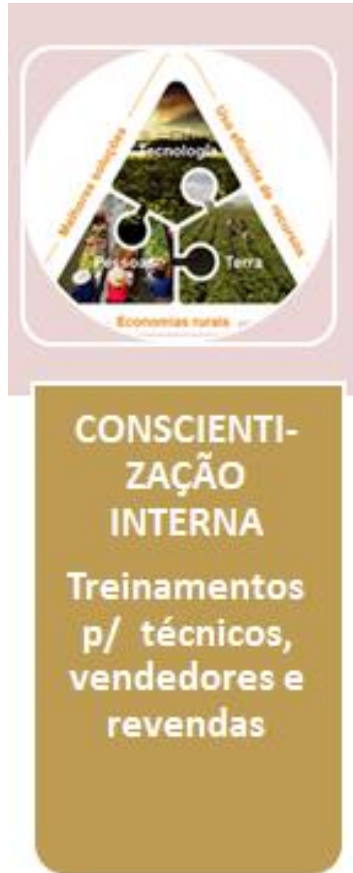 Melhores soluções
Uso eficiente de recursos
Tecnologia
Pessoas
Terra
Economias rurais
CONSCIENTI-
ZAÇÃO
INTERNA
Treinamentos
p/ técnicos,
vendedores e
revendas